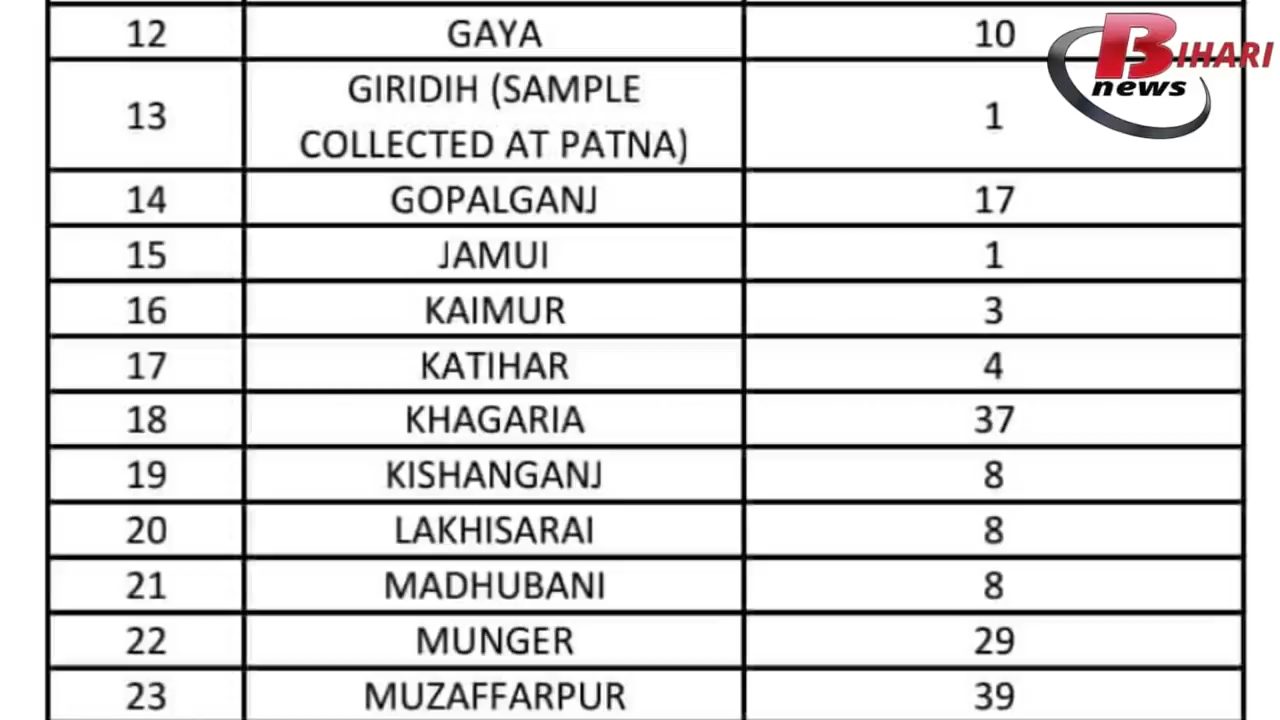 12 GAYA 10
13 GIRIDIH (SAMPLE COLLECTED AT PATNA) 1
14 GOPALGANJ 17
15 JAMUI 1
16 KAIMUR 3
17 KATIHAR 4
18 KHAGARIA 37
19 KISHANGANJ 8
20 LAKHISARAI 8
21 MADHUBANI 8
22 MUNGER 29
23 MUZAFFARPUR 39
BIHARI
news